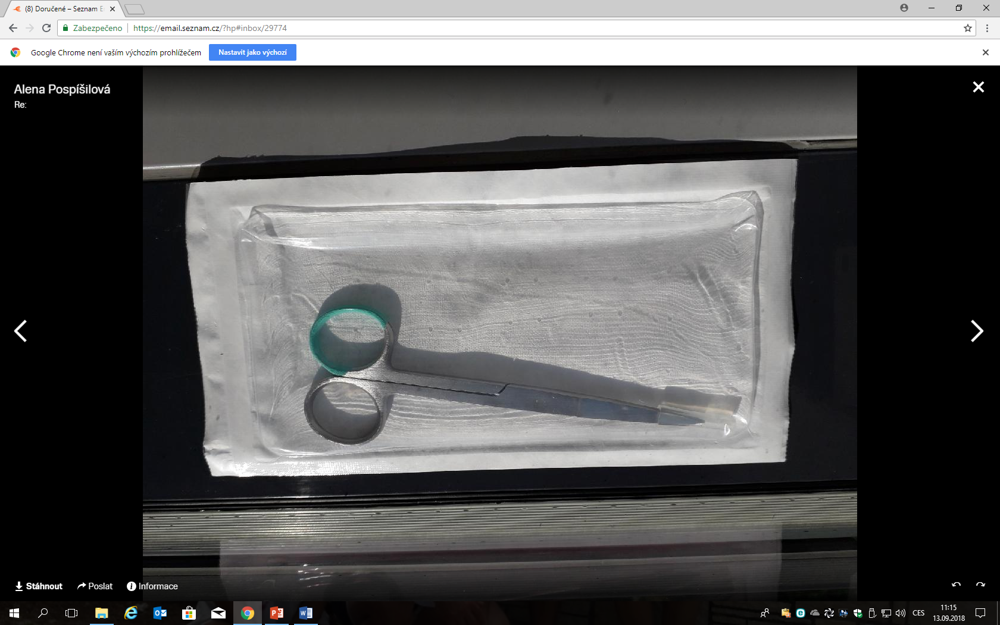 (8) Doručené – Seznam E
Zabezpečeno
https://email.seznam.cz/?hp#inbox/29774
Google Chrome není vaším výchozím prohlížečem
Nastavit jako výchozí
Alena Pospíšilová
Re:
Stáhnout
Poslat
Informace
CES
11:15
13.09.2018